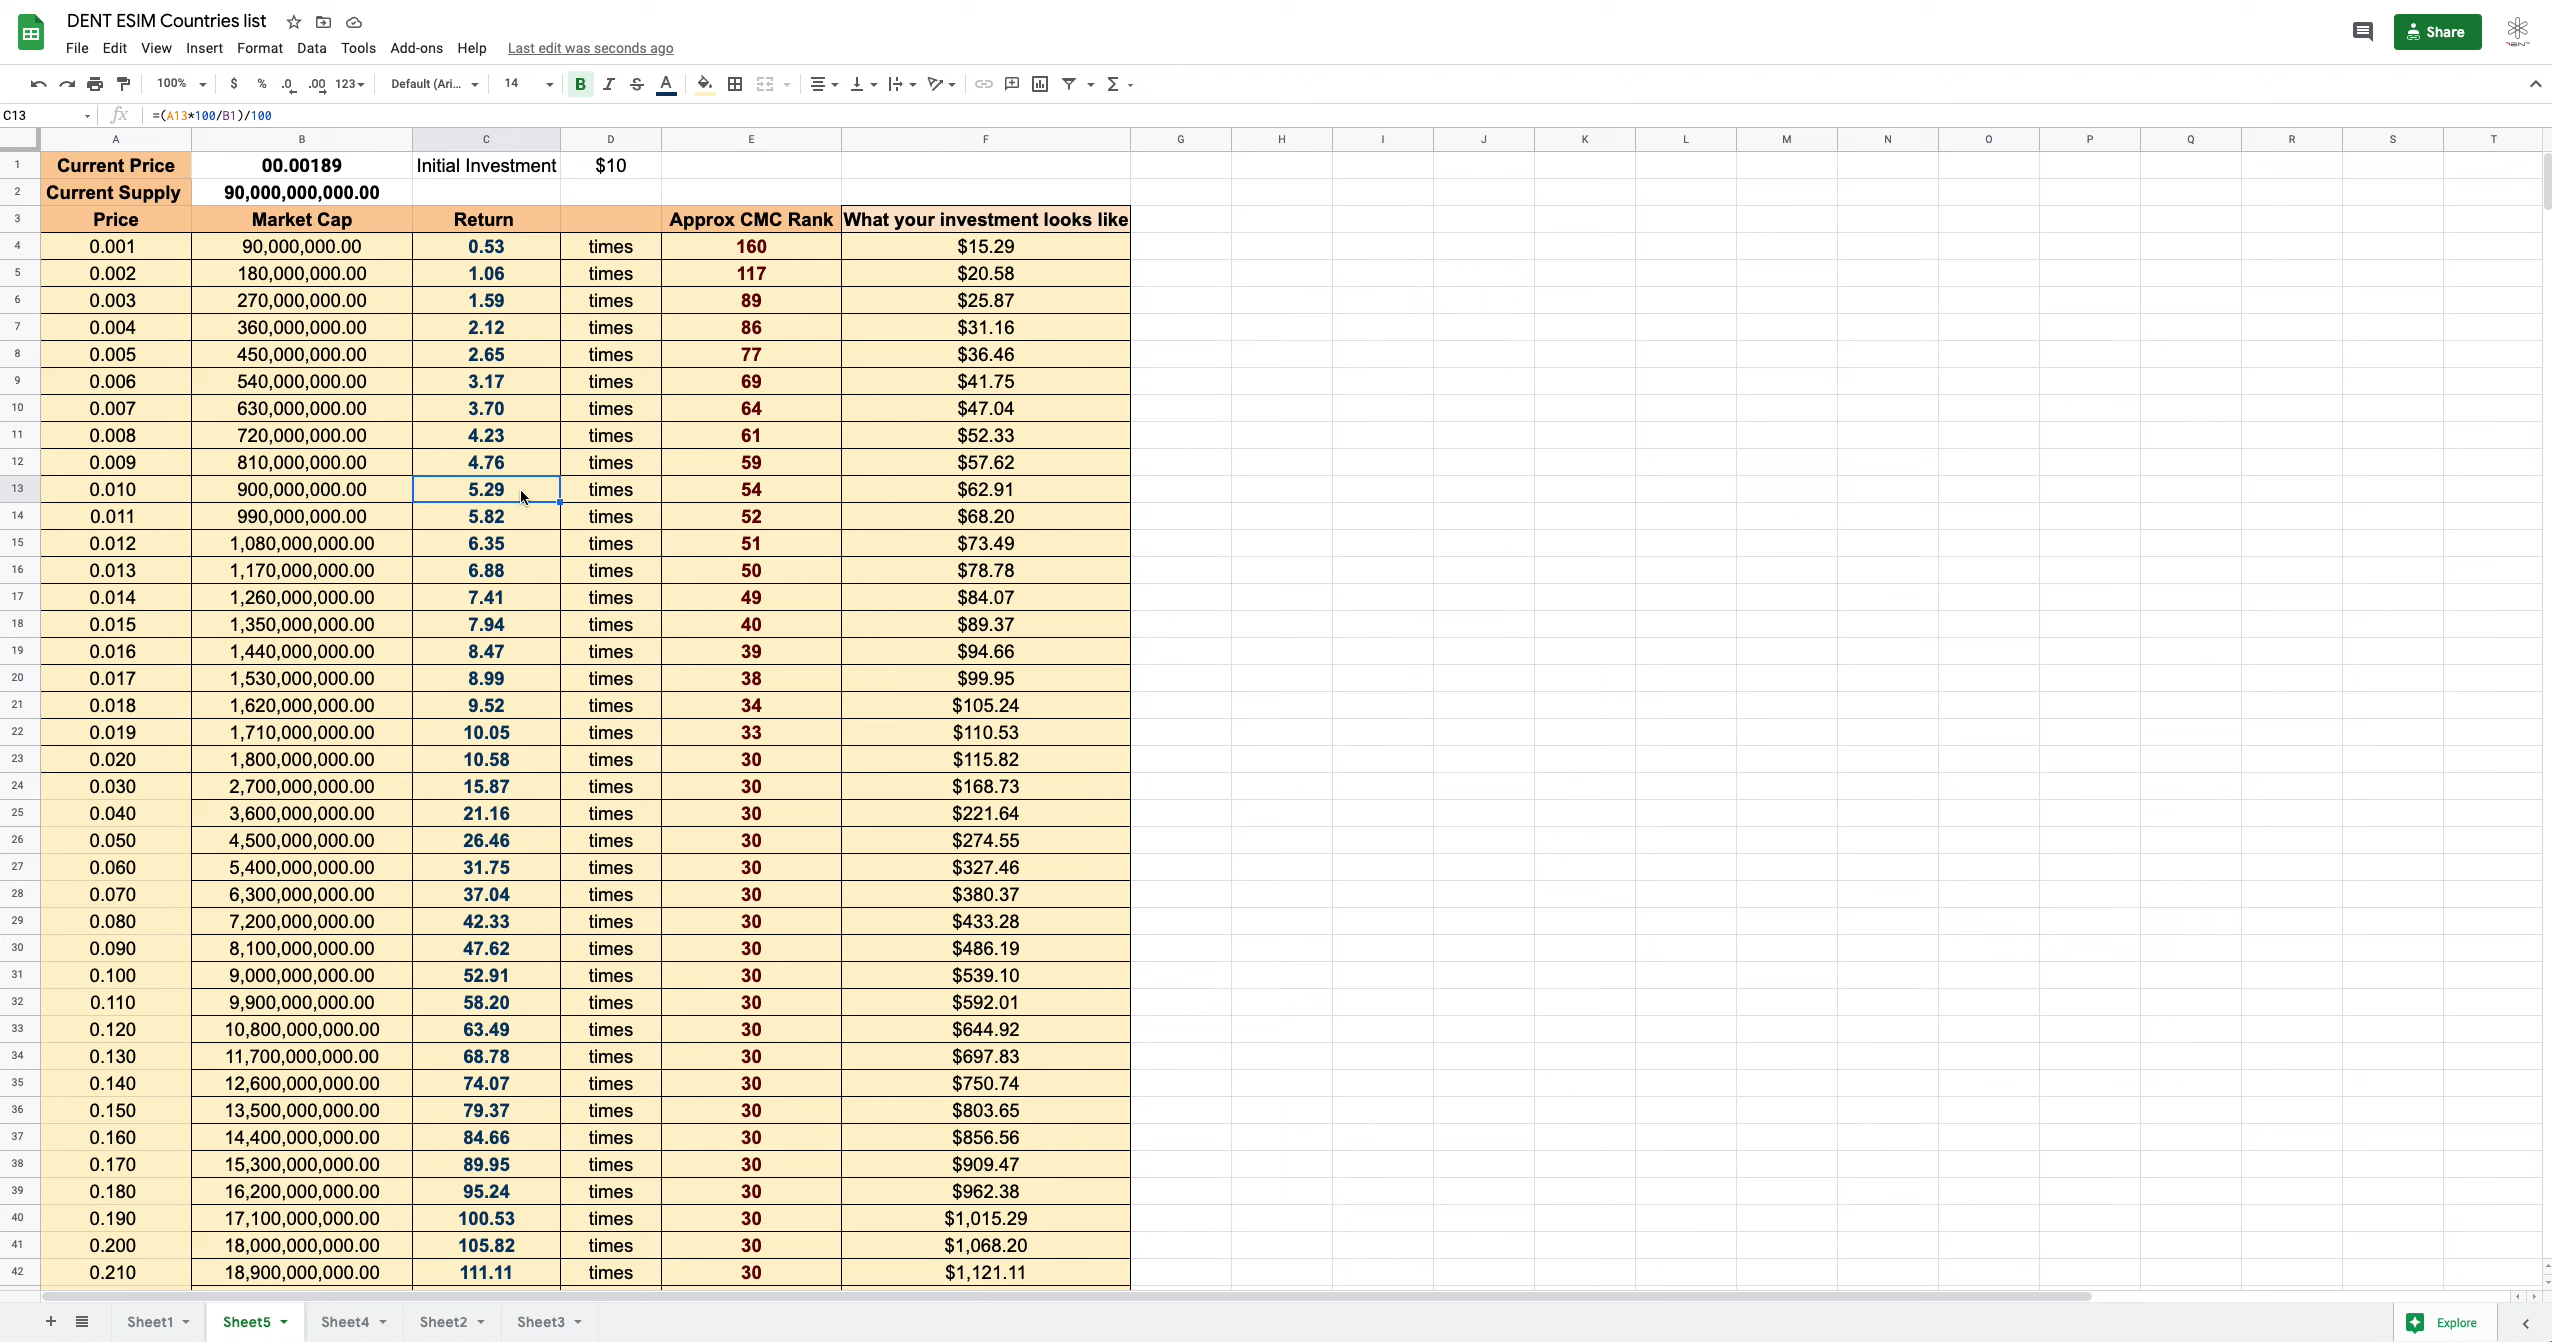 DENT ESIM Countries list
File Edit View Insert Format Data Tools Add-ons Help Last edit was seconds ago
Share
100% $ % .0 .00 123 Default (Ari... 14 B I S A Σ
C13 fx =(A13*100/B1)/100
A B C D E F G H I J K L M N O P Q R S T
1 Current Price 00.00189 Initial Investment $10
2 Current Supply 90,000,000,000.00
3 Price Market Cap Return Approx CMC Rank What your investment looks like
4 0.001 90,000,000.00 0.53 times 160 $15.29
5 0.002 180,000,000.00 1.06 times 117 $20.58
6 0.003 270,000,000.00 1.59 times 89 $25.87
7 0.004 360,000,000.00 2.12 times 86 $31.16
8 0.005 450,000,000.00 2.65 times 77 $36.46
9 0.006 540,000,000.00 3.17 times 69 $41.75
10 0.007 630,000,000.00 3.70 times 64 $47.04
11 0.008 720,000,000.00 4.23 times 61 $52.33
12 0.009 810,000,000.00 4.76 times 59 $57.62
13 0.010 900,000,000.00 5.29 times 54 $62.91
14 0.011 990,000,000.00 5.82 times 52 $68.20
15 0.012 1,080,000,000.00 6.35 times 51 $73.49
16 0.013 1,170,000,000.00 6.88 times 50 $78.78
17 0.014 1,260,000,000.00 7.41 times 49 $84.07
18 0.015 1,350,000,000.00 7.94 times 40 $89.37
19 0.016 1,440,000,000.00 8.47 times 39 $94.66
20 0.017 1,530,000,000.00 8.99 times 38 $99.95
21 0.018 1,620,000,000.00 9.52 times 34 $105.24
22 0.019 1,710,000,000.00 10.05 times 33 $110.53
23 0.020 1,800,000,000.00 10.58 times 30 $115.82
24 0.030 2,700,000,000.00 15.87 times 30 $168.73
25 0.040 3,600,000,000.00 21.16 times 30 $221.64
26 0.050 4,500,000,000.00 26.46 times 30 $274.55
27 0.060 5,400,000,000.00 31.75 times 30 $327.46
28 0.070 6,300,000,000.00 37.04 times 30 $380.37
29 0.080 7,200,000,000.00 42.33 times 30 $433.28
30 0.090 8,100,000,000.00 47.62 times 30 $486.19
31 0.100 9,000,000,000.00 52.91 times 30 $539.10
32 0.110 9,900,000,000.00 58.20 times 30 $592.01
33 0.120 10,800,000,000.00 63.49 times 30 $644.92
34 0.130 11,700,000,000.00 68.78 times 30 $697.83
35 0.140 12,600,000,000.00 74.07 times 30 $750.74
36 0.150 13,500,000,000.00 79.37 times 30 $803.65
37 0.160 14,400,000,000.00 84.66 times 30 $856.56
38 0.170 15,300,000,000.00 89.95 times 30 $909.47
39 0.180 16,200,000,000.00 95.24 times 30 $962.38
40 0.190 17,100,000,000.00 100.53 times 30 $1,015.29
41 0.200 18,000,000,000.00 105.82 times 30 $1,068.20
42 0.210 18,900,000,000.00 111.11 times 30 $1,121.11
Sheet1 Sheet5 Sheet4 Sheet2 Sheet3 Explore